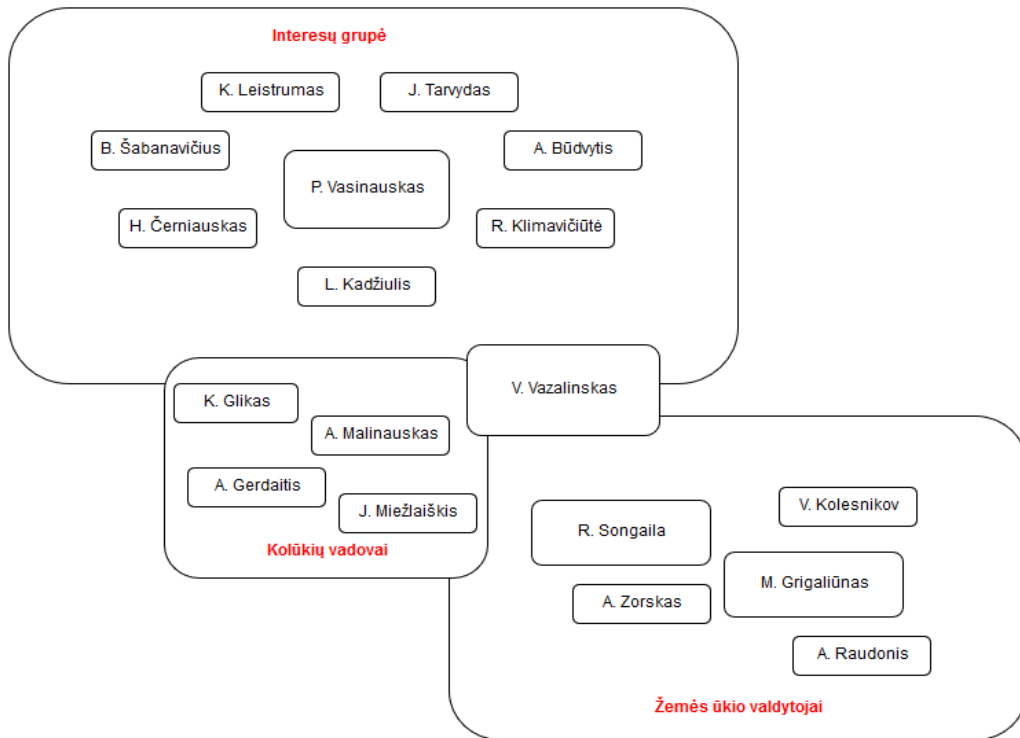 Interesų grupė
K. Leistrumas
J. Tarvydas
B. Šabanavičius
A. Būdvytis
P. Vasinauskas
H. Černiauskas
R. Klimavičiūtė
L. Kadžiulis
V. Vazalinskas
K. Glikas
A. Malinauskas
A. Gerdaitis
J. Miežlaiškis
Kolūkių vadovai
V. Kolesnikov
R. Songaila
M. Grigaliūnas
A. Zorskas
A. Raudonis
Žemės ūkio valdytojai